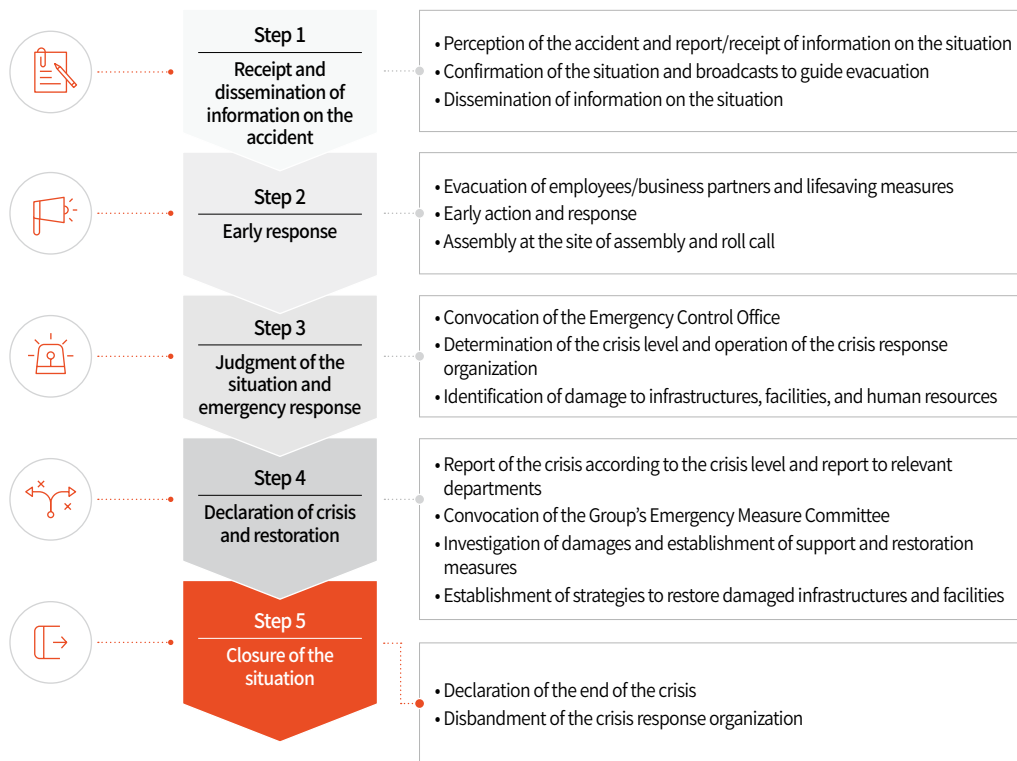 Step 1
Receipt and
dissemination of
information on the
accident
• Perception of the accident and report/receipt of information on the situation
• Confirmation of the situation and broadcasts to guide evacuation
• Dissemination of information on the situation
Step 2
Early response
• Evacuation of employees/business partners and lifesaving measures
• Early action and response
• Assembly at the site of assembly and roll call
Step 3
Judgment of the
situation and
emergency response
• Convocation of the Emergency Control Office
• Determination of the crisis level and operation of the crisis response
organization
• Identification of damage to infrastructures, facilities, and human resources
Step 4
Declaration of crisis
and restoration
• Report of the crisis according to the crisis level and report to relevant
departments
• Convocation of the Group’s Emergency Measure Committee
• Investigation of damages and establishment of support and restoration
measures
• Establishment of strategies to restore damaged infrastructures and facilities
Step 5
Closure of the
situation
• Declaration of the end of the crisis
• Disbandment of the crisis response organization